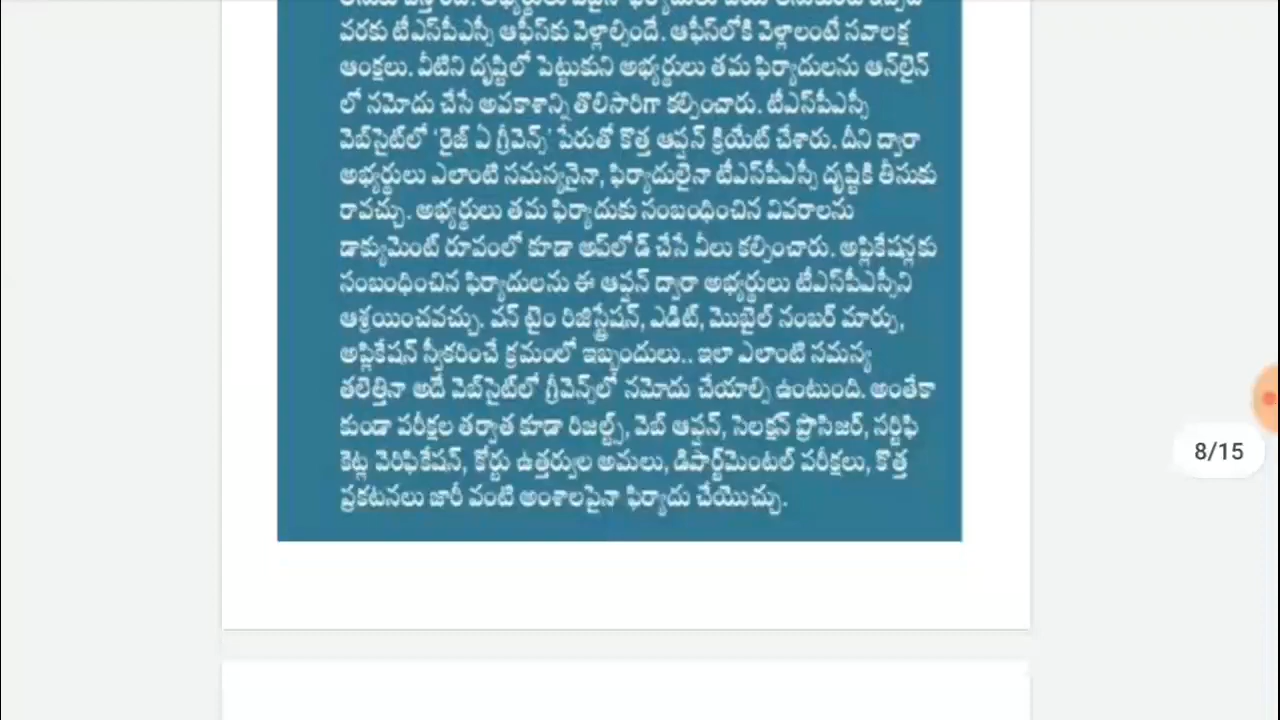 వరకు టీఎస్‌పీఎస్సీ ఆఫీస్‌కు వెళ్లాల్సిందే. ఆఫీస్‌లోకి వెళ్లాలంటే సవాలక్ష
ఆంక్షలు. వీటిని దృష్టిలో పెట్టుకుని అభ్యర్థులు తమ ఫిర్యాదులను ఆన్‌లైన్
లో నమోదు చేసే అవకాశాన్ని తొలిసారిగా కల్పించారు. టీఎస్‌పీఎస్సీ
వెబ్‌సైట్‌లో ‘రైజ్ ఏ గ్రీవెన్స్’ పేరుతో కొత్త ఆప్షన్ క్రియేట్ చేశారు. దీని ద్వారా
అభ్యర్థులు ఎలాంటి సమస్యనైనా, ఫిర్యాదులైనా టీఎస్‌పీఎస్సీ దృష్టికి తీసుకు
రావచ్చు. అభ్యర్థులు తమ ఫిర్యాదుకు సంబంధించిన వివరాలను
డాక్యుమెంట్ రూపంలో కూడా అప్‌లోడ్ చేసే వీలు కల్పించారు. అప్లికేషన్లకు
సంబంధించిన ఫిర్యాదులను ఈ ఆప్షన్ ద్వారా అభ్యర్థులు టీఎస్‌పీఎస్సీని
ఆశ్రయించవచ్చు. వన్ టైం రిజిస్ట్రేషన్, ఎడిట్, మొబైల్ నంబర్ మార్పు,
అప్లికేషన్ స్వీకరించే క్రమంలో ఇబ్బందులు.. ఇలా ఎలాంటి సమస్య
తలెత్తినా అదే వెబ్‌సైట్‌లో గ్రీవెన్స్‌లో నమోదు చేయాల్సి ఉంటుంది. అంతేకా
కుండా పరీక్షల తర్వాత కూడా రిజల్ట్స్, వెబ్ ఆప్షన్, సెలక్షన్ ప్రొసిజర్, సర్టిఫి
కెట్ల వెరిఫికేషన్, కోర్టు ఉత్తర్వుల అమలు, డిపార్ట్‌మెంటల్ పరీక్షలు, కొత్త
ప్రకటనలు జారీ వంటి అంశాలపైనా ఫిర్యాదు చేయొచ్చు.
8/15